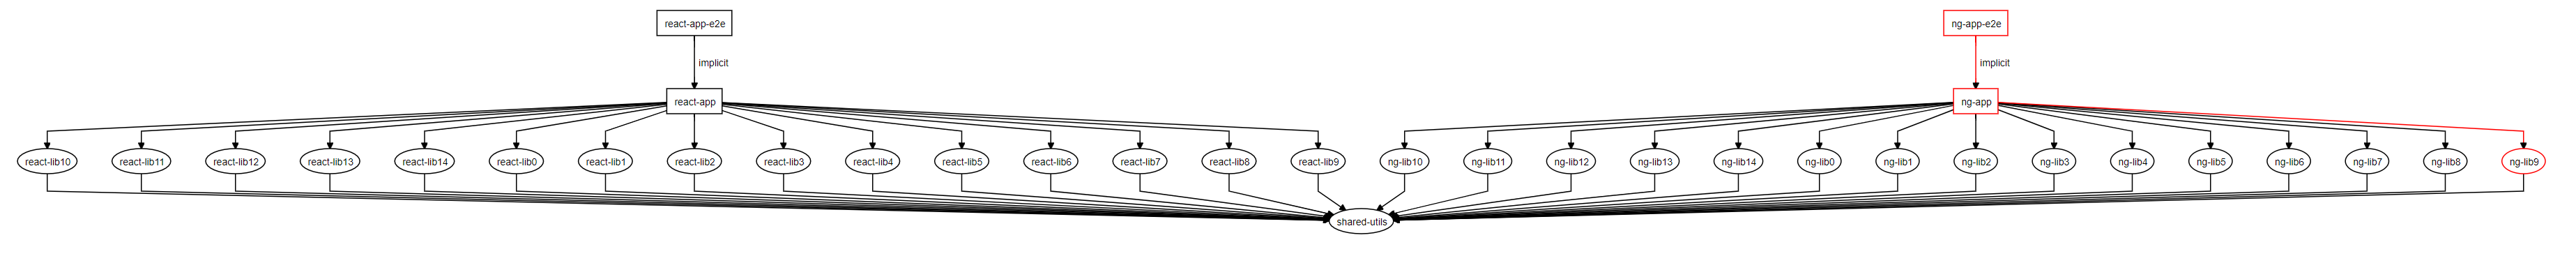 react-app-e2e
ng-app-e2e
implicit
implicit
react-app
ng-app
react-lib10
react-lib11
react-lib12
react-lib13
react-lib14
react-lib0
react-lib1
react-lib2
react-lib3
react-lib4
react-lib5
react-lib6
react-lib7
react-lib8
react-lib9
ng-lib10
ng-lib11
ng-lib12
ng-lib13
ng-lib14
ng-lib0
ng-lib1
ng-lib2
ng-lib3
ng-lib4
ng-lib5
ng-lib6
ng-lib7
ng-lib8
ng-lib9
shared-utils